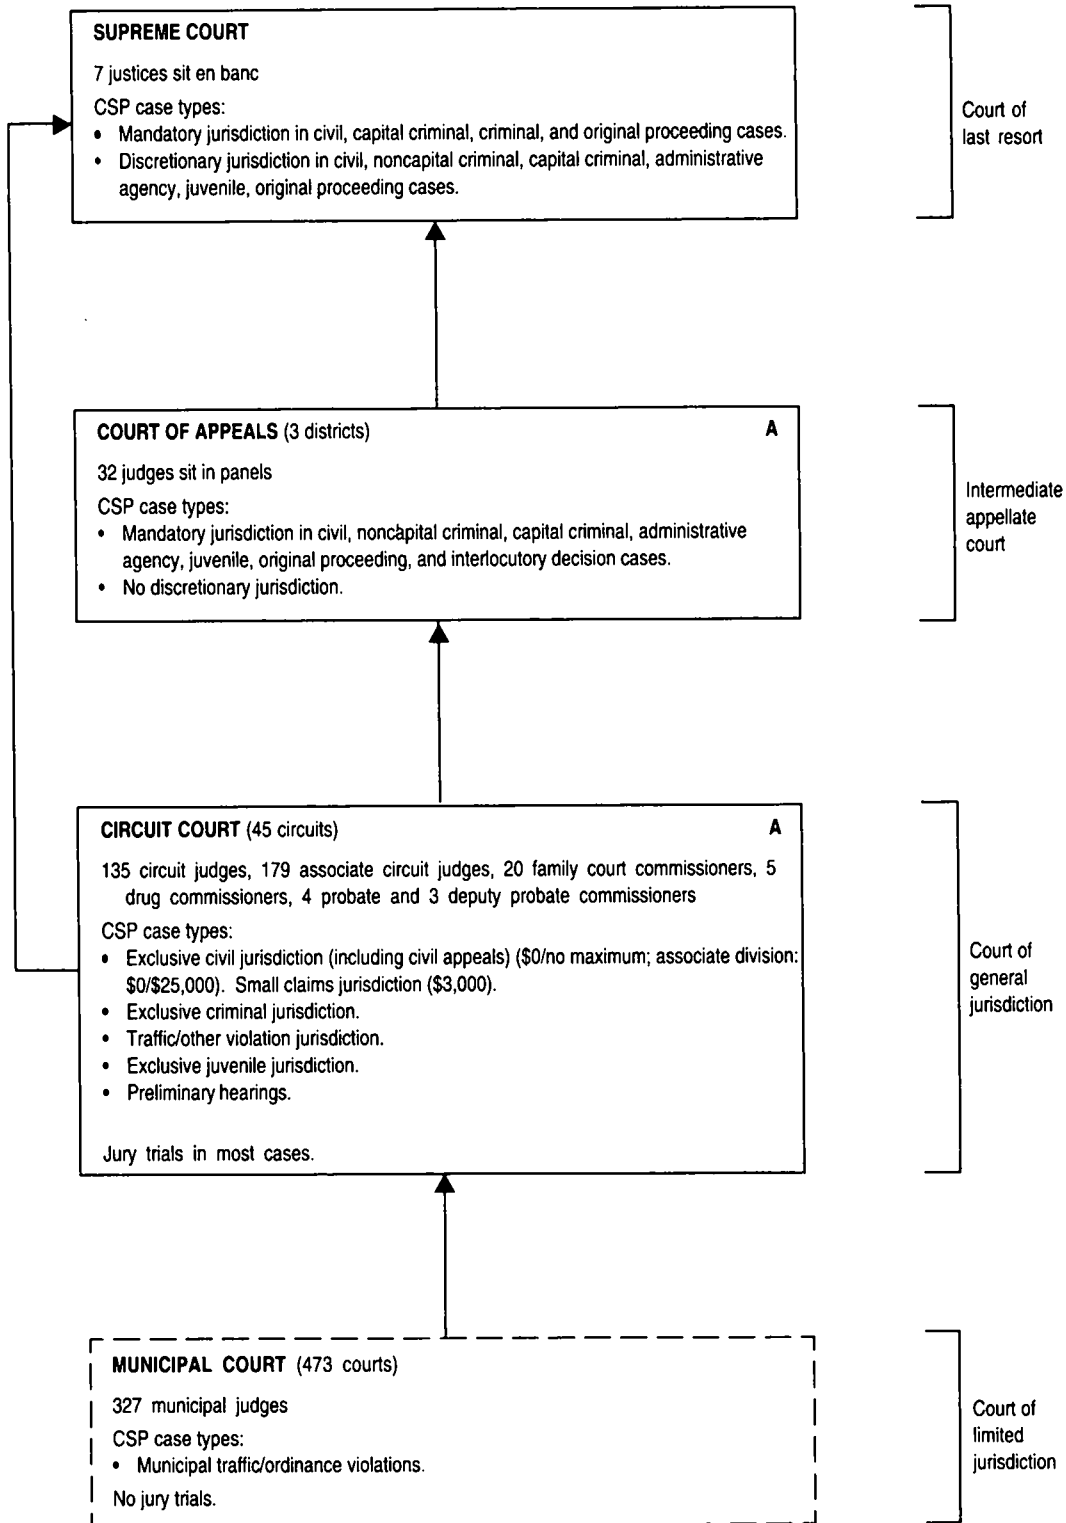 SUPREME COURT
7 justices sit en banc
CSP case types:
• Mandatory jurisdiction in civil, capital criminal, criminal, and original proceeding cases.
• Discretionary jurisdiction in civil, noncapital criminal, capital criminal, administrative
agency, juvenile, original proceeding cases.
Court of
last resort
COURT OF APPEALS (3 districts) A
32 judges sit in panels
CSP case types:
• Mandatory jurisdiction in civil, noncapital criminal, capital criminal, administrative
agency, juvenile, original proceeding, and interlocutory decision cases.
• No discretionary jurisdiction.
Intermediate
appellate
court
CIRCUIT COURT (45 circuits) A
135 circuit judges, 179 associate circuit judges, 20 family court commissioners, 5
drug commissioners, 4 probate and 3 deputy probate commissioners
CSP case types:
• Exclusive civil jurisdiction (including civil appeals) ($0/no maximum; associate division:
$0/$25,000). Small claims jurisdiction ($3,000).
• Exclusive criminal jurisdiction.
• Traffic/other violation jurisdiction.
• Exclusive juvenile jurisdiction.
• Preliminary hearings.
Jury trials in most cases.
Court of
general
jurisdiction
MUNICIPAL COURT (473 courts)
327 municipal judges
CSP case types:
• Municipal traffic/ordinance violations.
No jury trials.
Court of
limited
jurisdiction